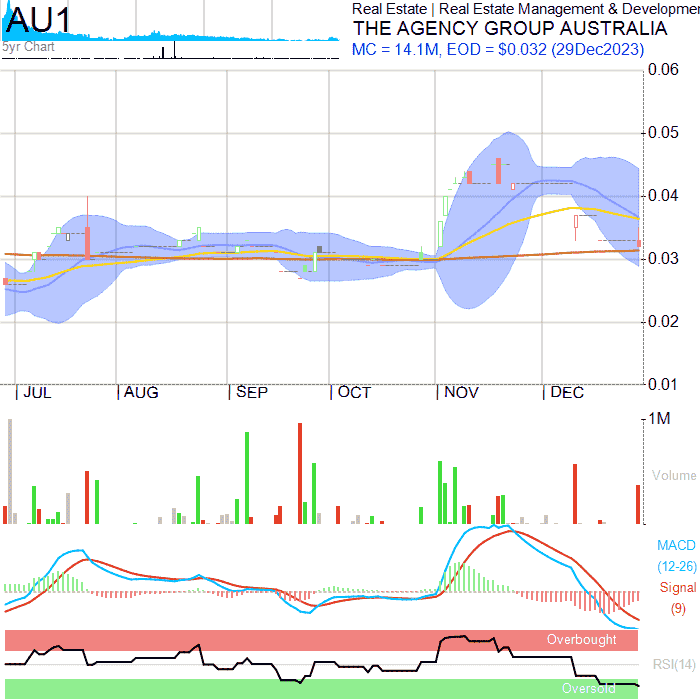 AU1
5yr Chart
Real Estate | Real Estate Management & Developmen
THE AGENCY GROUP AUSTRALIA
MC = 14.1M, EOD = $0.032 (29Dec2023)
0.06
0.05
0.04
0.03
0.02
0.01
JUL AUG SEP OCT NOV DEC
1M
Volume
MACD
(12-26)
Signal
(9)
Overbought
RSI(14)
Oversold